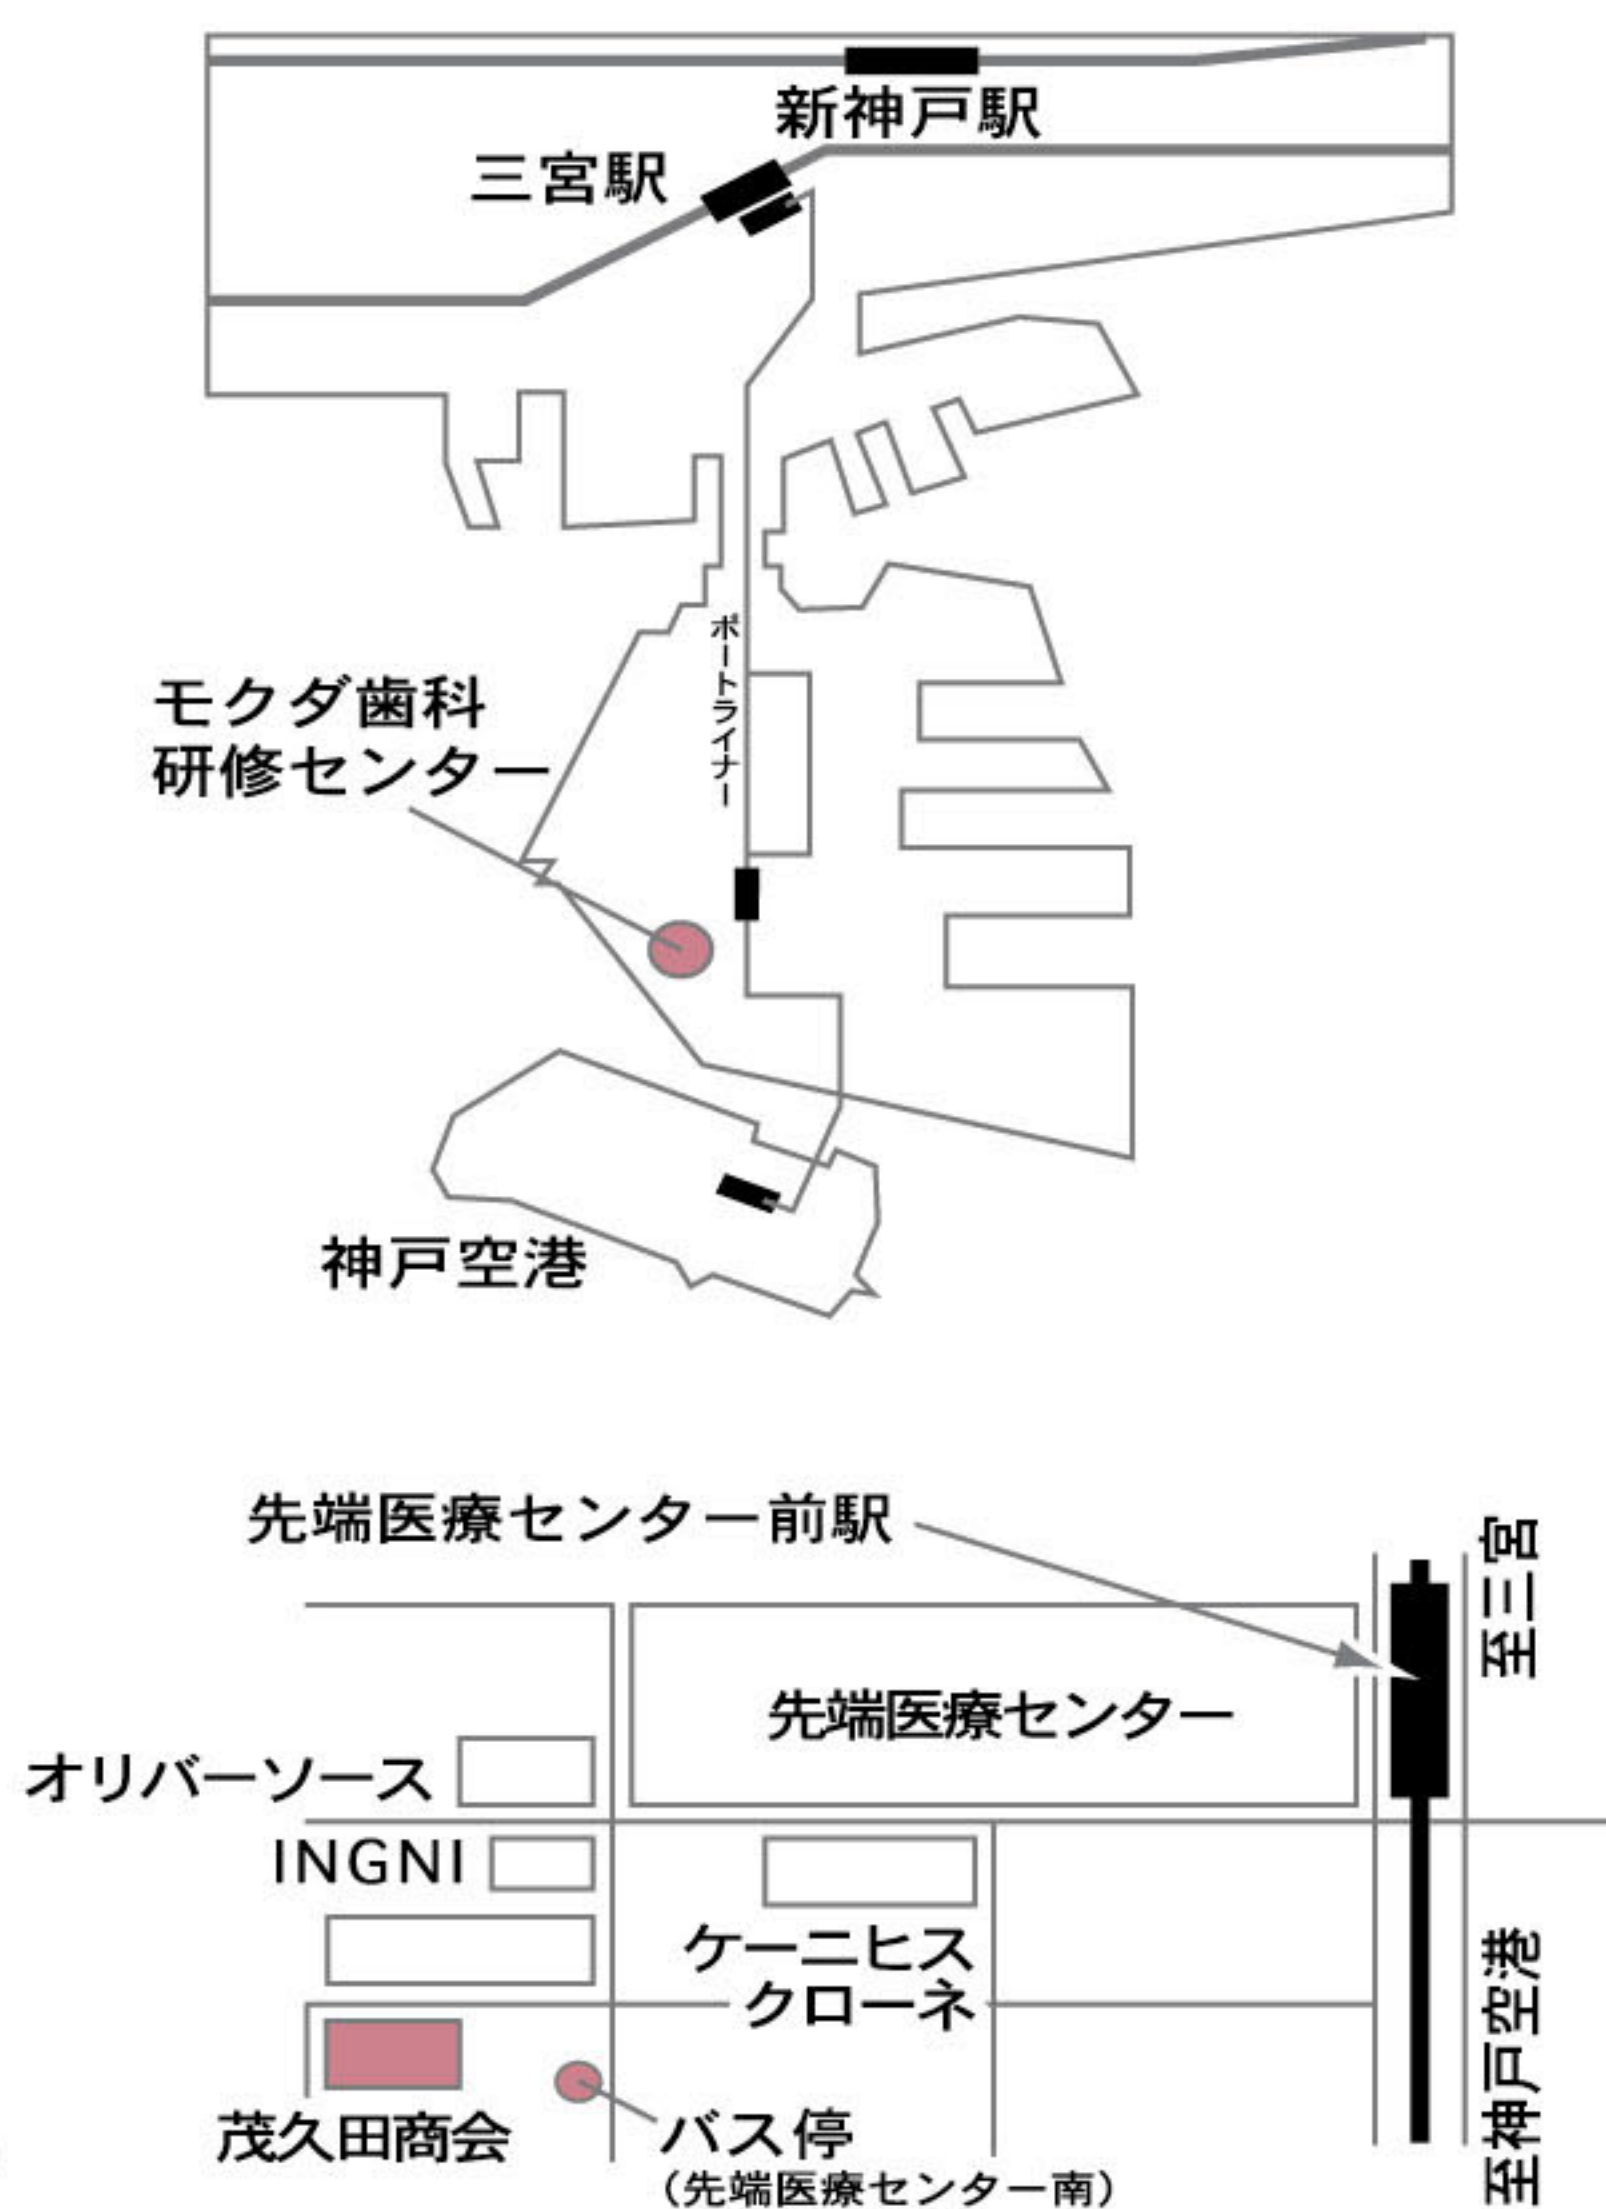 新神戸駅
三宮駅
ポートライナー
モクダ歯科
研修センター
神戸空港
先端医療センター前駅
至三宮
先端医療センター
オリバーソース
INGNI
ケーニヒス
クローネ
至神戸空港
茂久田商会
バス停
（先端医療センター南）